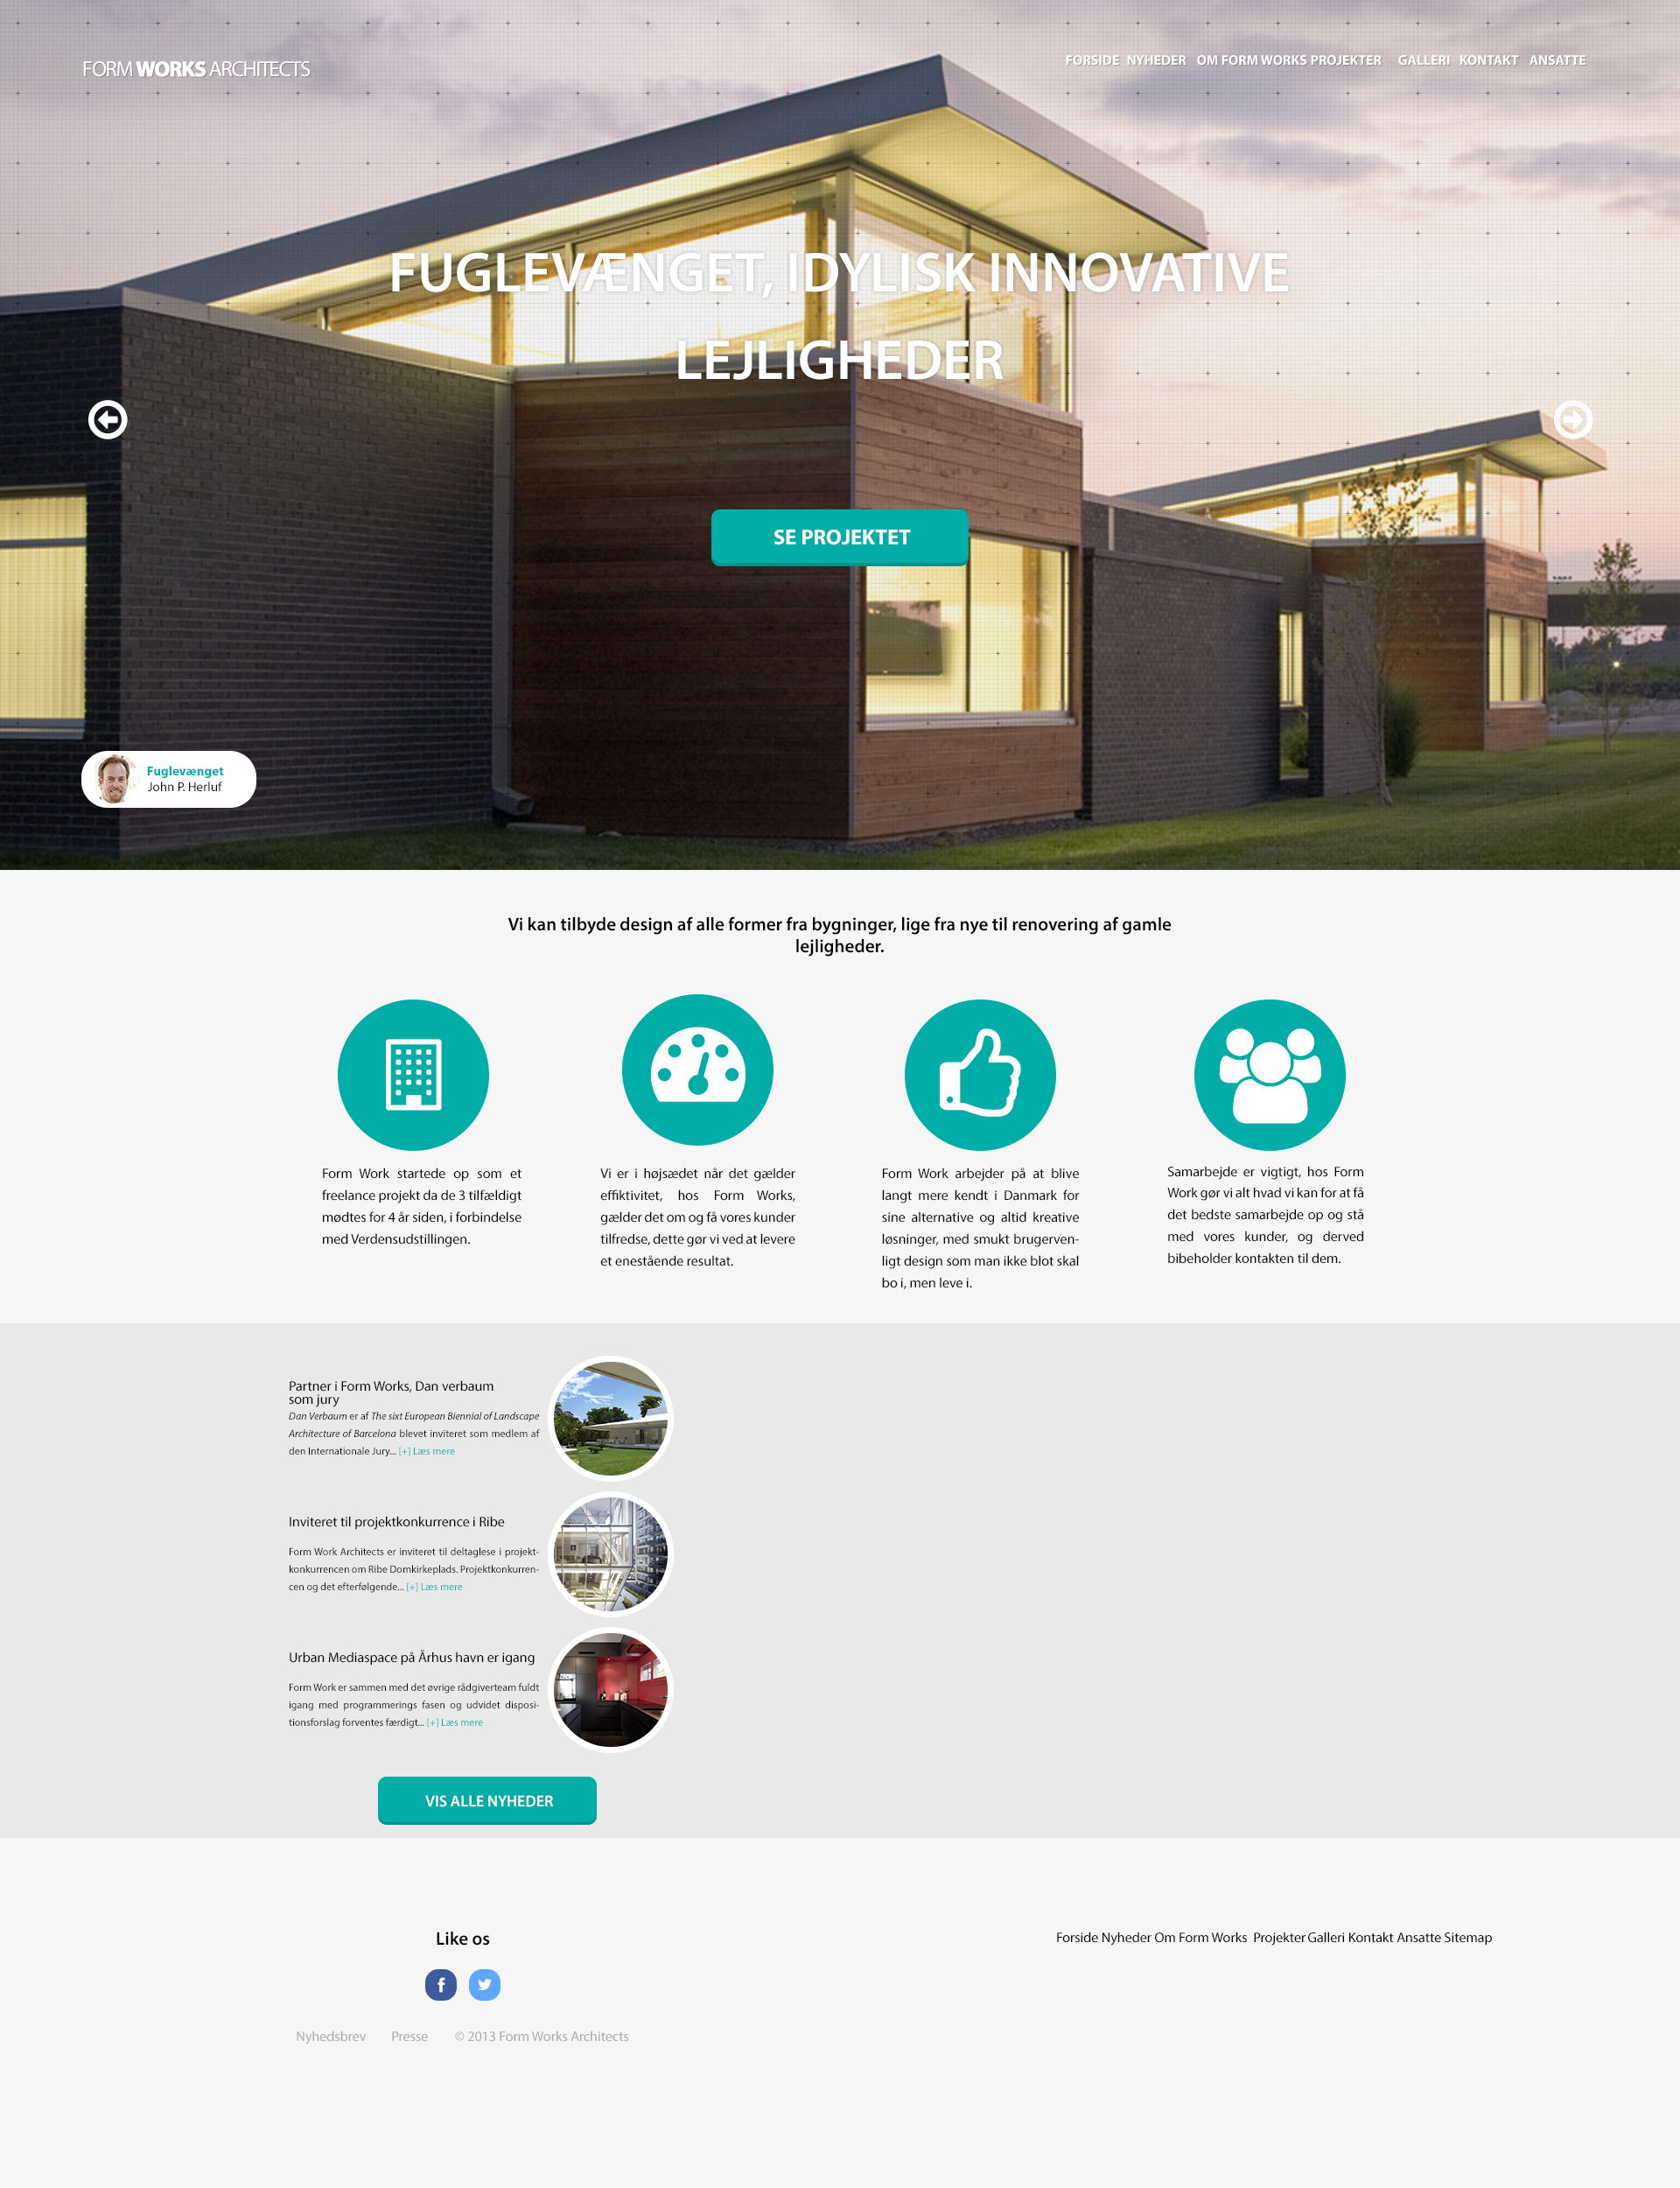 FORM WORKS ARCHITECTS
FORSIDE NYHEDER OM FORM WORKS PROJEKTER GALLERI KONTAKT ANSATTE
FUGLEVÆNGET, IDYLISK INNOVATIVE
LEJLIGHEDER
SE PROJEKTET
Fuglevænget
John P. Herluf
Vi kan tilbyde design af alle former fra bygninger, lige fra nye til renovering af gamle
lejligheder.
Form Work startede op som et
freelance projekt da de 3 tilfældigt
mødtes for 4 år siden, i forbindelse
med Verdensudstillingen.
Vi er i højsædet når det gælder
effiktivitet, hos Form Works,
gælder det om og få vores kunder
tilfredse, dette gør vi ved at levere
et enestående resultat.
Form Work arbejder på at blive
langt mere kendt i Danmark for
sine alternative og altid kreative
løsninger, med smukt brugerven-
ligt design som man ikke blot skal
bo i, men leve i.
Samarbejde er vigtigt, hos Form
Work gør vi alt hvad vi kan for at få
det bedste samarbejde op og stå
med vores kunder, og derved
bibeholder kontakten til dem.
Partner i Form Works, Dan verbaum
som jury
Dan Verbaum er af The sixt European Biennial of Landscape
Architecture of Barcelona blevet inviteret som medlem af
den Internationale Jury... [+] Læs mere
Inviteret til projektkonkurrence i Ribe
Form Work Architects er inviteret til deltaglese i projekt-
konkurrencen om Ribe Domkirkeplads. Projektkonkurren-
cen og det efterfølgende... [+] Læs mere
Urban Mediaspace på Århus havn er igang
Form Work er sammen med det øvrige rådgiverteam fuldt
igang med programmerings fasen og udvidet disposi-
tionsforslag forventes færdigt... [+] Læs mere
VIS ALLE NYHEDER
Like os
Forside Nyheder Om Form Works Projekter Galleri Kontakt Ansatte Sitemap
Nyhedsbrev Presse © 2013 Form Works Architects